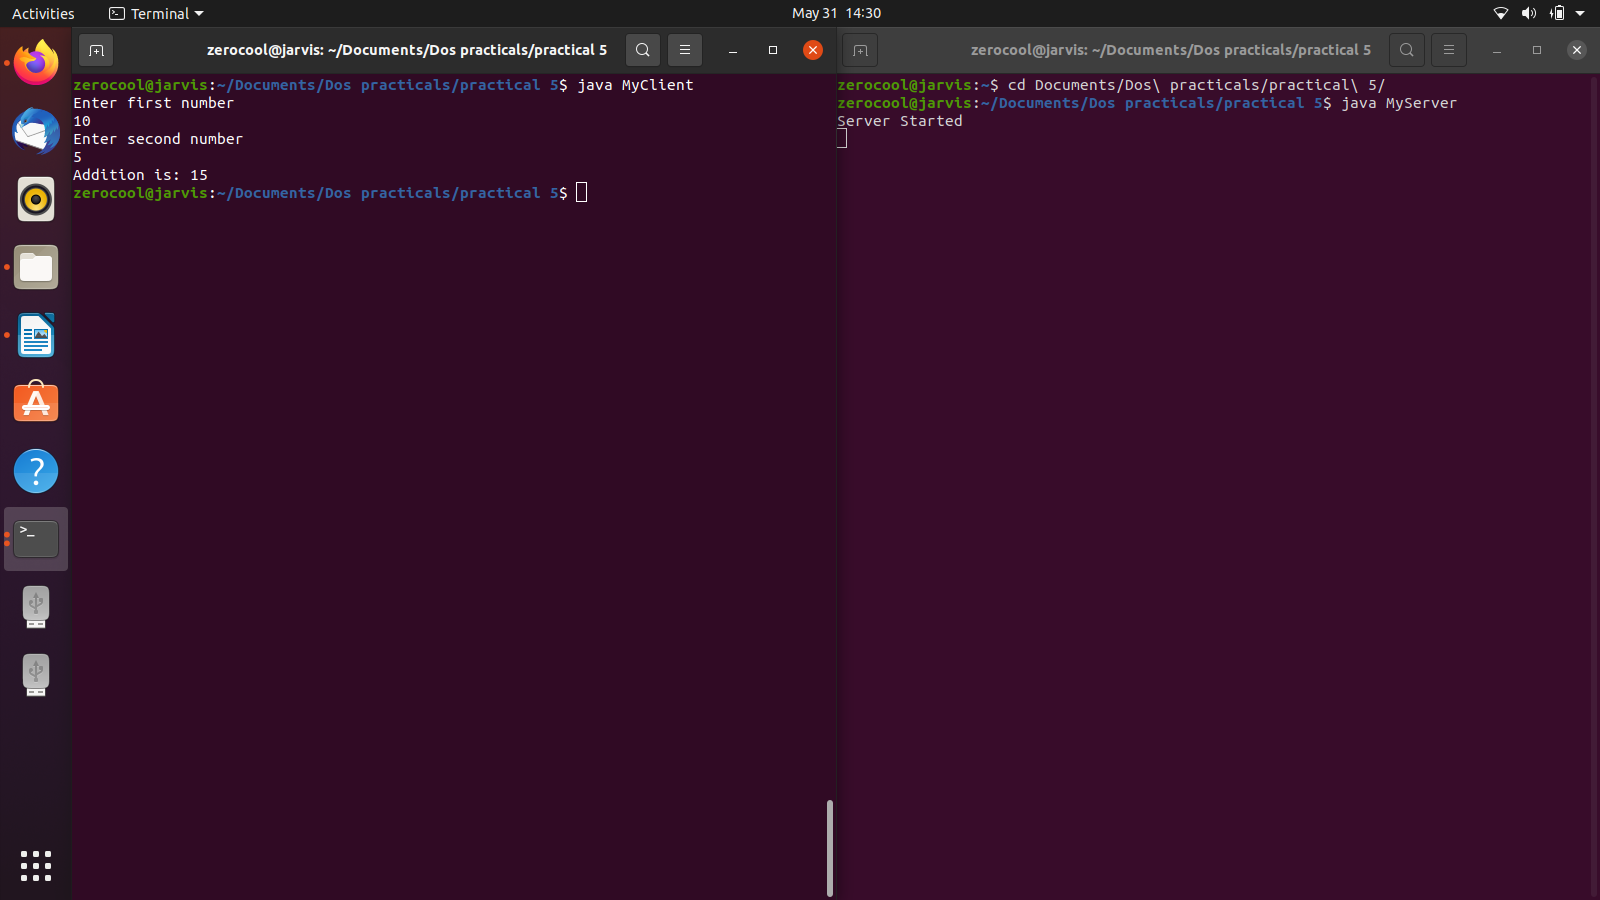 Activities
Terminal
May 31 14:30
zerocool@jarvis: ~/Documents/Dos practicals/practical 5
zerocool@jarvis:~/Documents/Dos practicals/practical 5$ java MyClient
Enter first number
10
Enter second number
5
Addition is: 15
zerocool@jarvis:~/Documents/Dos practicals/practical 5$
zerocool@jarvis: ~/Documents/Dos practicals/practical 5
zerocool@jarvis:~$ cd Documents/Dos\ practicals/practical\ 5/
zerocool@jarvis:~/Documents/Dos practicals/practical 5$ java MyServer
Server Started